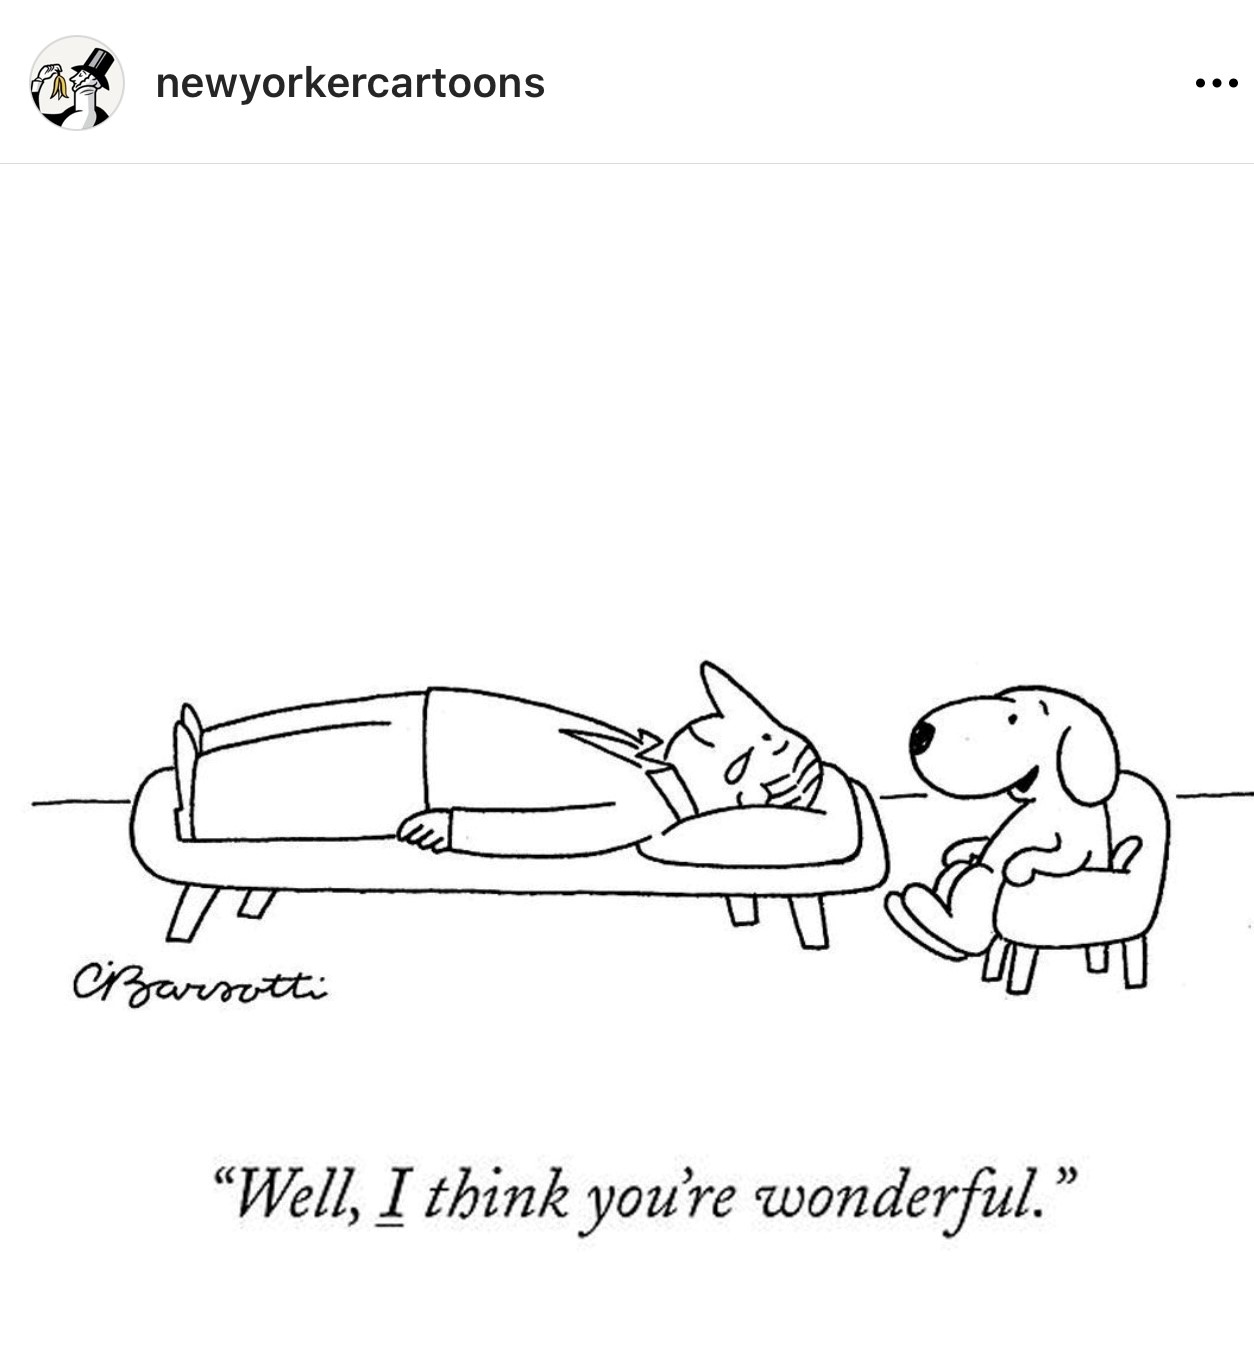 newyorkercartoons
CBarsotti
“Well, I think you’re wonderful.”